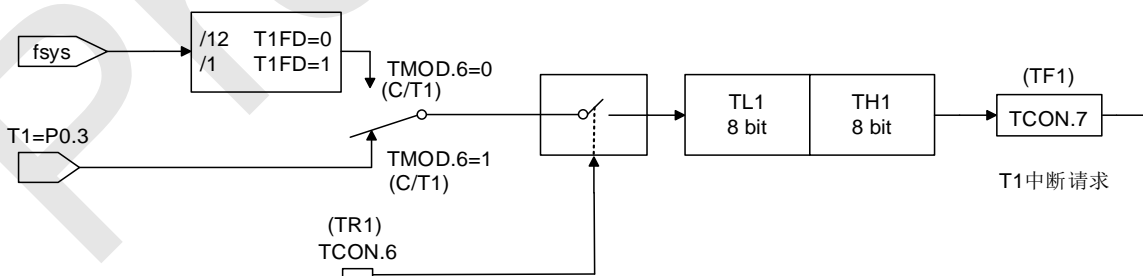 fsys
/12 T1FD=0
/1 T1FD=1
TMOD.6=0
(C/T1)
T1=P0.3
TMOD.6=1
(C/T1)
(TR1)
TCON.6
TL1
8 bit
TH1
8 bit
(TF1)
TCON.7
T1中断请求